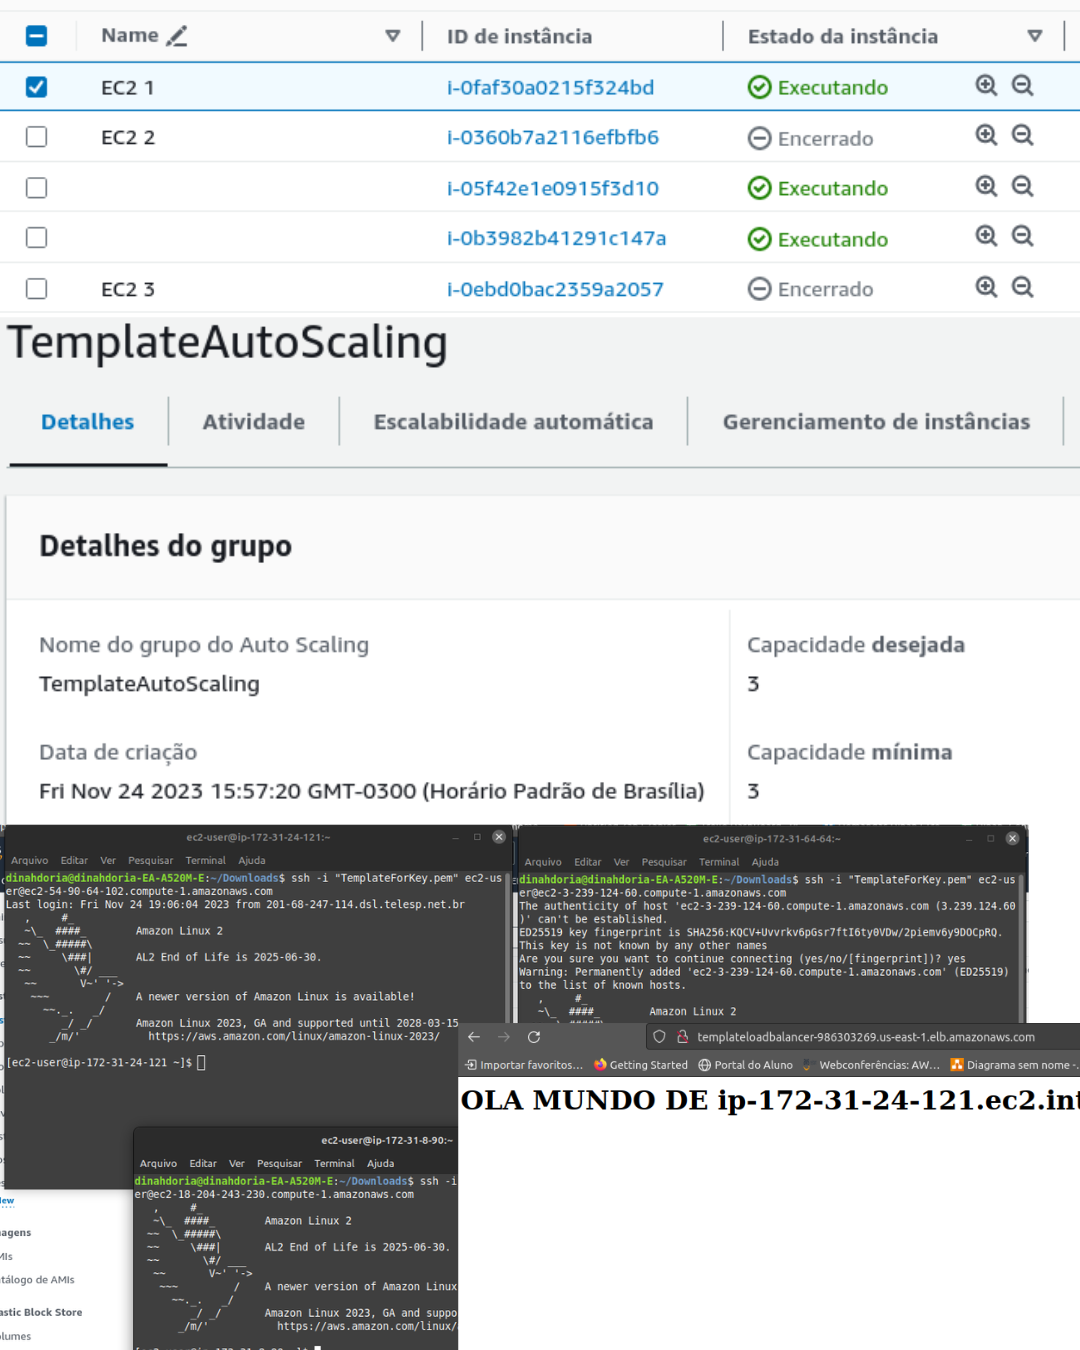 Name ID de instância Estado da instância
EC2 1 i-0faf30a0215f324bd Executando
EC2 2 i-0360b7a2116efbfb6 Encerrado
i-05f42e1e0915f3d10 Executando
i-0b3982b41291c147a Executando
EC2 3 i-0ebd0bac2359a2057 Encerrado
TemplateAutoScaling
Detalhes Atividade Escalabilidade automática Gerenciamento de instâncias
Detalhes do grupo
Nome do grupo do Auto Scaling
TemplateAutoScaling
Data de criação
Fri Nov 24 2023 15:57:20 GMT-0300 (Horário Padrão de Brasília)
Capacidade desejada
3
Capacidade mínima
3
ec2-user@ip-172-31-24-121:~
Arquivo Editar Ver Pesquisar Terminal Ajuda
dinahdoria@dinahdoria-EA-A520M-E:~/Downloads$ ssh -i "TemplateForKey.pem" ec2-us
er@ec2-54-90-64-102.compute-1.amazonaws.com
Last login: Fri Nov 24 19:06:04 2023 from 201-68-247-114.dsl.telesp.net.br
Amazon Linux 2
AL2 End of Life is 2025-06-30.
A newer version of Amazon Linux is available!
Amazon Linux 2023, GA and supported until 2028-03-15
https://aws.amazon.com/linux/amazon-linux-2023/
[ec2-user@ip-172-31-24-121 ~]$
ec2-user@ip-172-31-64-64:~
Arquivo Editar Ver Pesquisar Terminal Ajuda
dinahdoria@dinahdoria-EA-A520M-E:~/Downloads$ ssh -i "TemplateForKey.pem" ec2-us
er@ec2-3-239-124-60.compute-1.amazonaws.com
The authenticity of host 'ec2-3-239-124-60.compute-1.amazonaws.com (3.239.124.60
)' can't be established.
ED25519 key fingerprint is SHA256:KQCV+Uvvrkv6pGsr7ftI6ty0VDw/2piemv6y9DOCpRQ.
This key is not known by any other names
Are you sure you want to continue connecting (yes/no/[fingerprint])? yes
Warning: Permanently added 'ec2-3-239-124-60.compute-1.amazonaws.com' (ED25519)
to the list of known hosts.
Amazon Linux 2
templateloadbalancer-986303269.us-east-1.elb.amazonaws.com
Importar favoritos... Getting Started Portal do Aluno Webconferências: AW... Diagrama sem nome -
OLA MUNDO DE ip-172-31-24-121.ec2.int
ec2-user@ip-172-31-8-90:~
Arquivo Editar Ver Pesquisar Terminal Ajuda
dinahdoria@dinahdoria-EA-A520M-E:~/Downloads$ ssh -i
er@ec2-18-204-243-230.compute-1.amazonaws.com
Amazon Linux 2
AL2 End of Life is 2025-06-30.
A newer version of Amazon Linux
Amazon Linux 2023, GA and suppo
https://aws.amazon.com/linux/
iew
nagens
MIs
tálogo de AMIs
astic Block Store
olumes